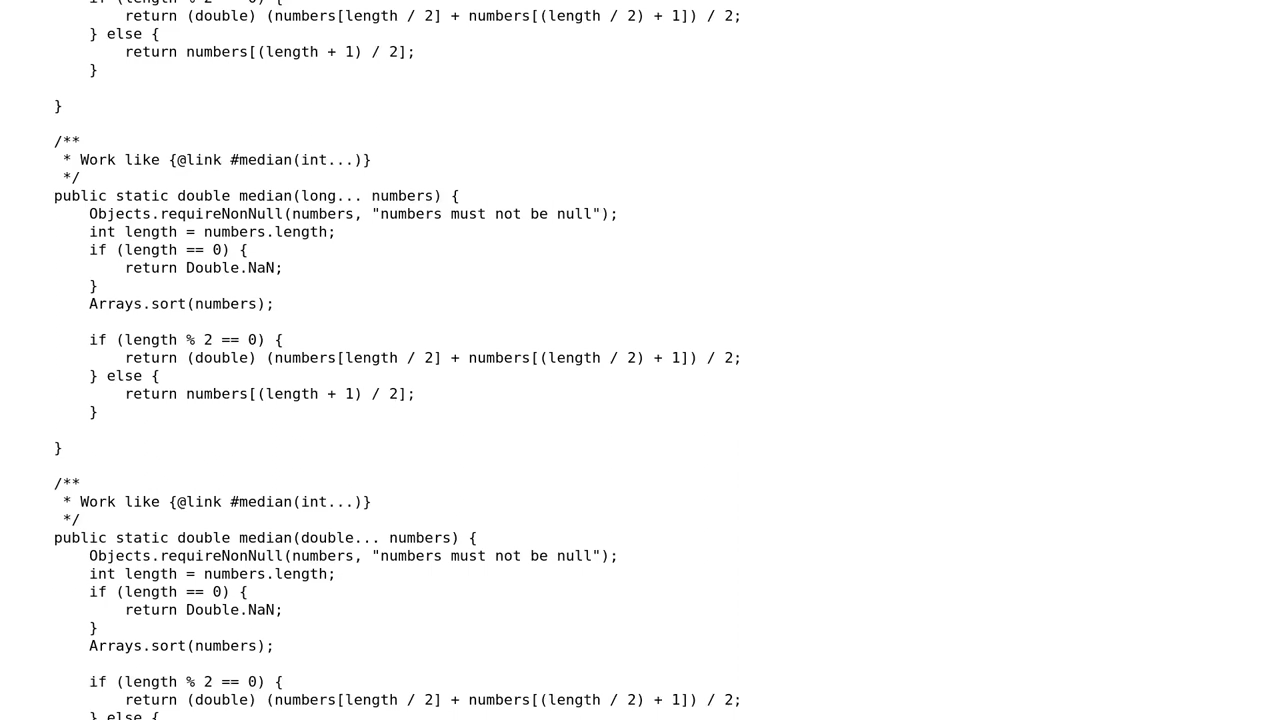 if (length % 2 == 0) {
return (double) (numbers[length / 2] + numbers[(length / 2) + 1]) / 2;
} else {
return numbers[(length + 1) / 2];
}
}
/**
* Work like {@link #median(int...)}
*/
public static double median(long... numbers) {
Objects.requireNonNull(numbers, "numbers must not be null");
int length = numbers.length;
if (length == 0) {
return Double.NaN;
}
Arrays.sort(numbers);
if (length % 2 == 0) {
return (double) (numbers[length / 2] + numbers[(length / 2) + 1]) / 2;
} else {
return numbers[(length + 1) / 2];
}
}
/**
* Work like {@link #median(int...)}
*/
public static double median(double... numbers) {
Objects.requireNonNull(numbers, "numbers must not be null");
int length = numbers.length;
if (length == 0) {
return Double.NaN;
}
Arrays.sort(numbers);
if (length % 2 == 0) {
return (double) (numbers[length / 2] + numbers[(length / 2) + 1]) / 2;
} else {